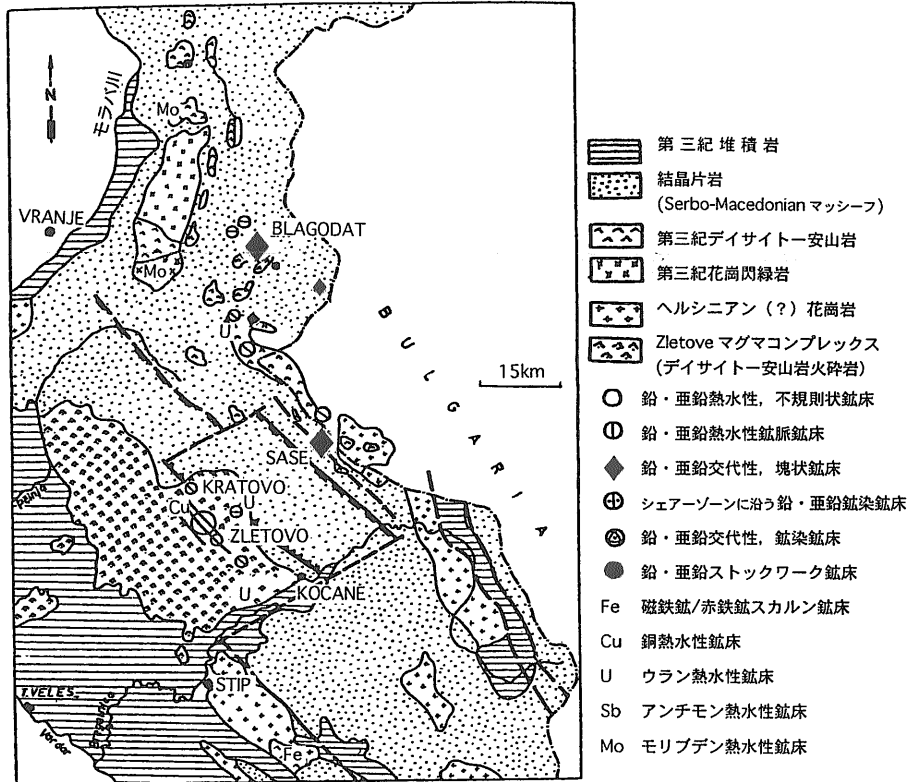 N
モラバ川
Mo
VRANJE
BLAGODAT
Mo
U
BULGARIA
15km
SASE
KRATOVO
Cu
U
ZLETOVO
U
KOCANE
STIP
T.VELES
Vardar
Fe
第三紀堆積岩
結晶片岩
(Serbo-Macedonian マッシーフ)
第三紀デイサイトー安山岩
第三紀花崗閃緑岩
ヘルシニアン（？）花崗岩
Zletove マグマコンプレックス
(デイサイトー安山岩火砕岩)
鉛・亜鉛熱水性，不規則状鉱床
鉛・亜鉛熱水性鉱脈鉱床
鉛・亜鉛交代性，塊状鉱床
シェアーゾーンに沿う鉛・亜鉛鉱染鉱床
鉛・亜鉛交代性，鉱染鉱床
鉛・亜鉛ストックワーク鉱床
Fe 磁鉄鉱/赤鉄鉱スカルン鉱床
Cu 銅熱水性鉱床
U ウラン熱水性鉱床
Sb アンチモン熱水性鉱床
Mo モリブデン熱水性鉱床